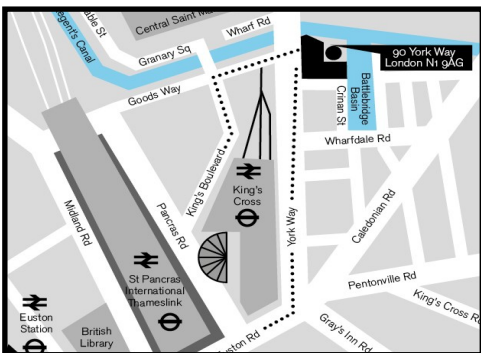 Regent's Canal
Central Saint Ma
Wharf Rd
Granary Sq
Goods Way
90 York Way
London N1 9AG
Battlebridge
Basin
Crinan St
Wharfdale Rd
King's Boulevard
King's
Cross
York Way
Caledonian Rd
Midland Rd
Pancras Rd
St Pancras
International
Thameslink
Pentonville Rd
King's Cross Rd
Gray's Inn Rd
Euston
Station
British
Library
uston Rd